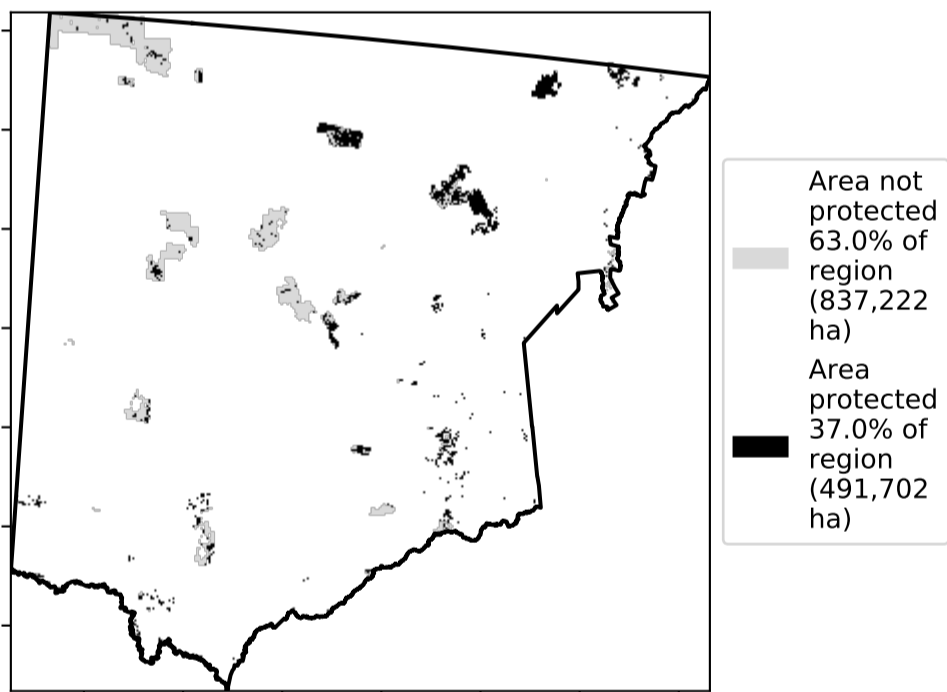 Area not
protected
63.0% of
region
(837,222
ha)
Area
protected
37.0% of
region
(491,702
ha)